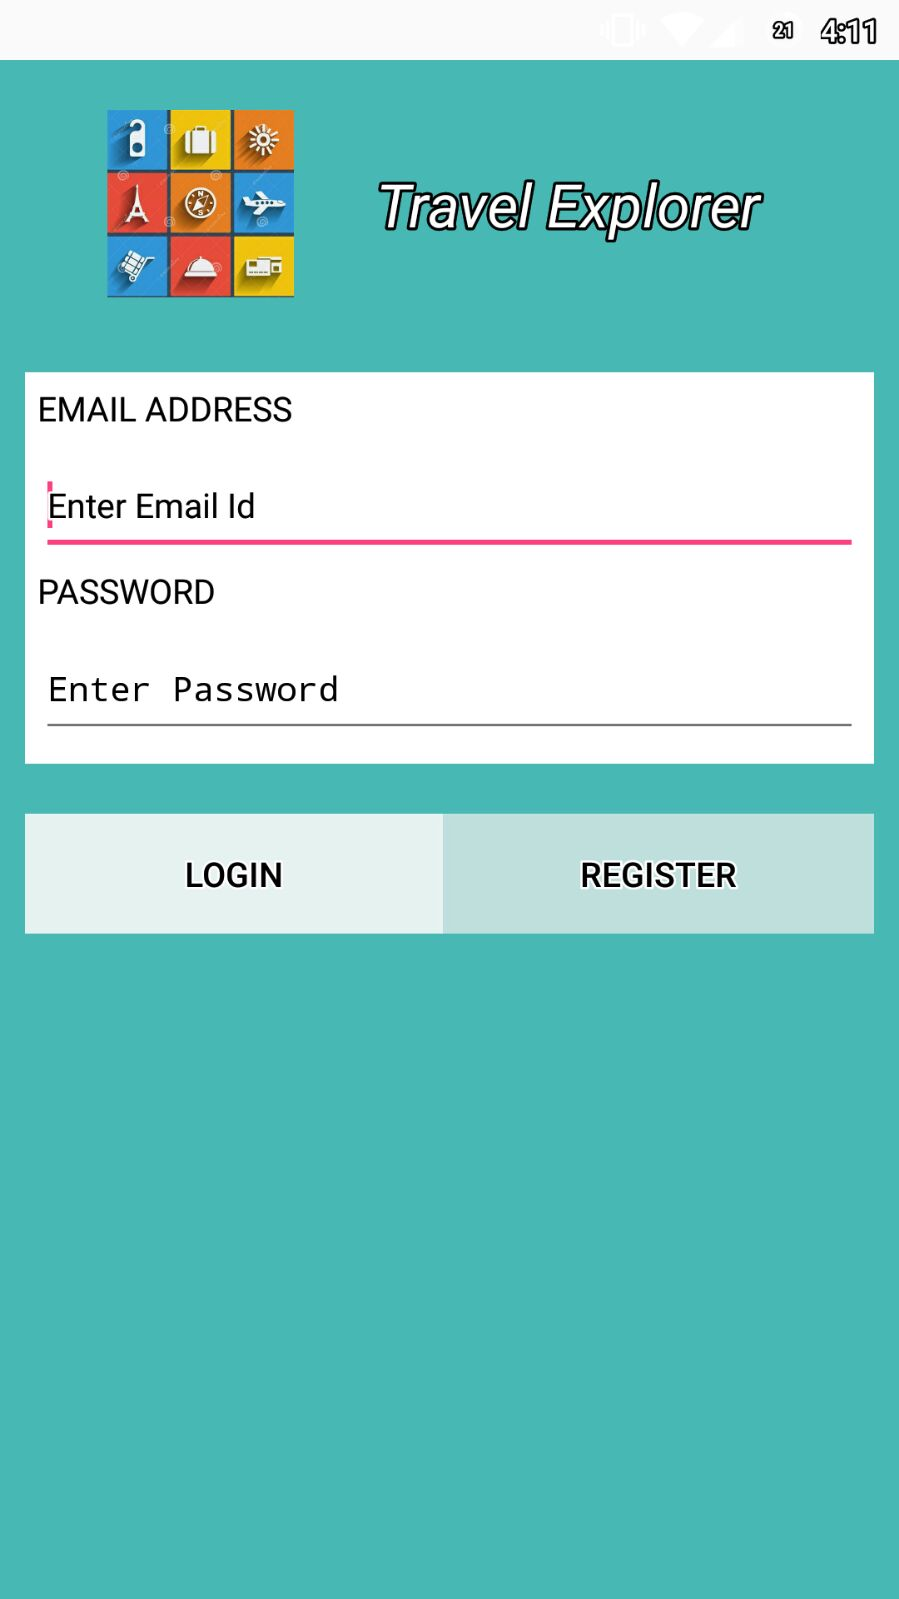 21 4:11
Travel Explorer
EMAIL ADDRESS
Enter Email Id
PASSWORD
Enter Password
LOGIN REGISTER